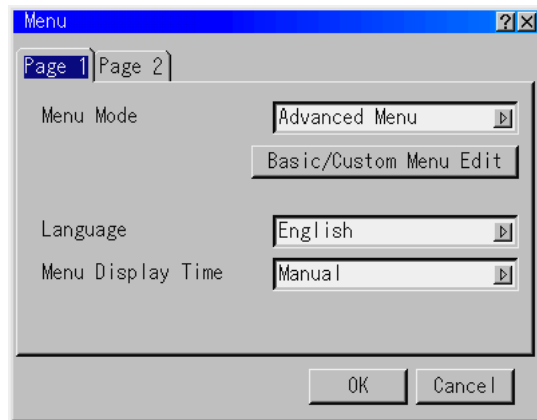 Menu
Page 1 Page 2
Menu Mode Advanced Menu
Basic/Custom Menu Edit
Language English
Menu Display Time Manual
OK Cancel